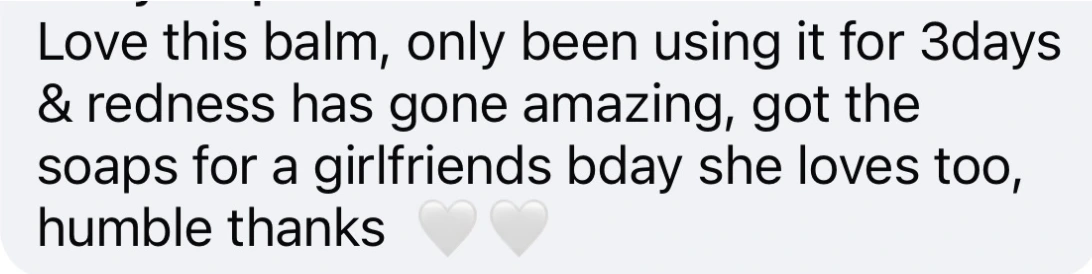 Love this balm, only been using it for 3days
& redness has gone amazing, got the
soaps for a girlfriends bday she loves too,
humble thanks 🤍🤍